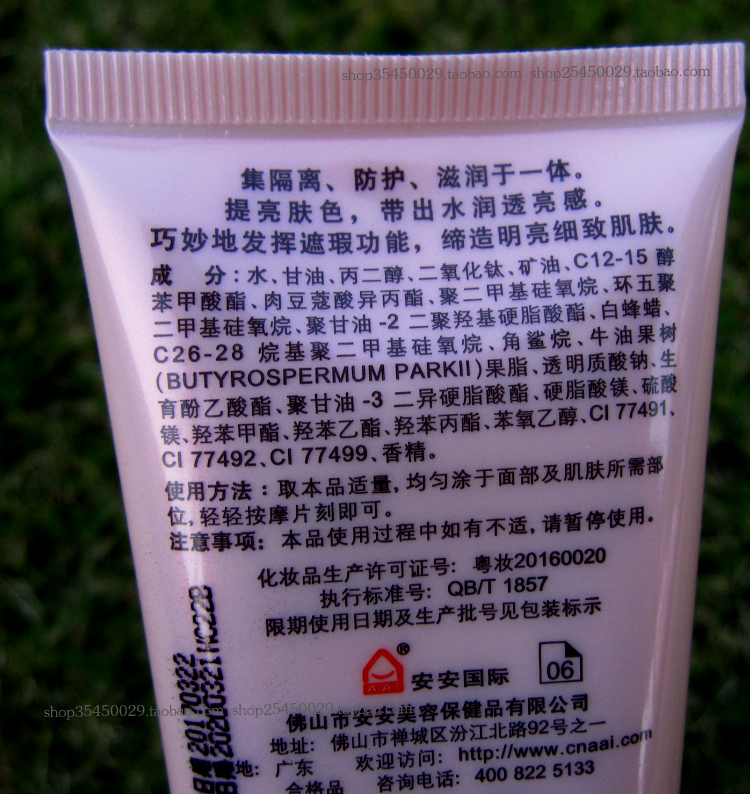 shop35450029.taobao.com shop25450029.taobao.com
集隔离、防护、滋润于一体。
提亮肤色，带出水润透亮感。
巧妙地发挥遮瑕功能，缔造明亮细致肌肤。
成 分:水、甘油、丙二醇、二氧化钛、矿油、C12-15 醇
苯甲酸酯、肉豆蔻酸异丙酯、聚二甲基硅氧烷、环五聚
二甲基硅氧烷、聚甘油-2 二聚羟基硬脂酸酯、白蜂蜡、
C26-28 烷基聚二甲基硅氧烷、角鲨烷、牛油果树
(BUTYROSPERMUM PARKII)果脂、透明质酸钠、生
育酚乙酸酯、聚甘油-3 二异硬脂酸酯、硬脂酸镁、硫酸
镁、羟苯甲酯、羟苯乙酯、羟苯丙酯、苯氧乙醇、CI 77491、
CI 77492、CI 77499、香精。
使用方法：取本品适量,均匀涂于面部及肌肤所需部
位,轻轻按摩片刻即可。
注意事项：本品使用过程中如有不适,请暂停使用。
化妆品生产许可证号：粤妆20160020
执行标准号：QB/T 1857
限期使用日期及生产批号见包装标示
安安国际®
06
shop35450029.taobao.com shop25450029.taobao.com
佛山市安安美容保健品有限公司
地址：佛山市禅城区汾江北路92号之一
地：广东 欢迎访问：http://www.cnaai.com
合格品 咨询电话：400 822 5133
20170322
20200321HC22B